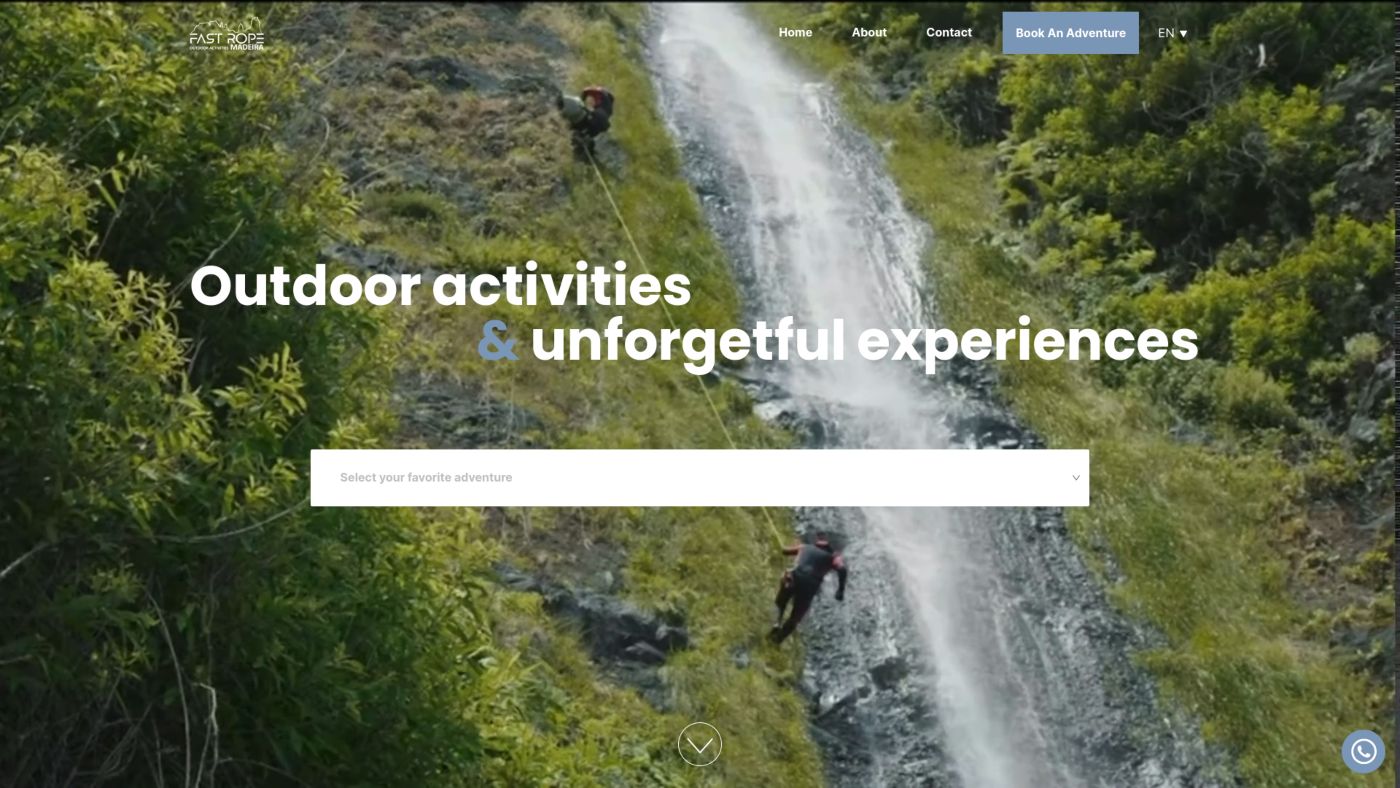 FAST ROPE
OUTDOOR ACTIVITIES MADEIRA
Home
About
Contact
Book An Adventure
EN ▼
Outdoor activities
& unforgetful experiences
Select your favorite adventure